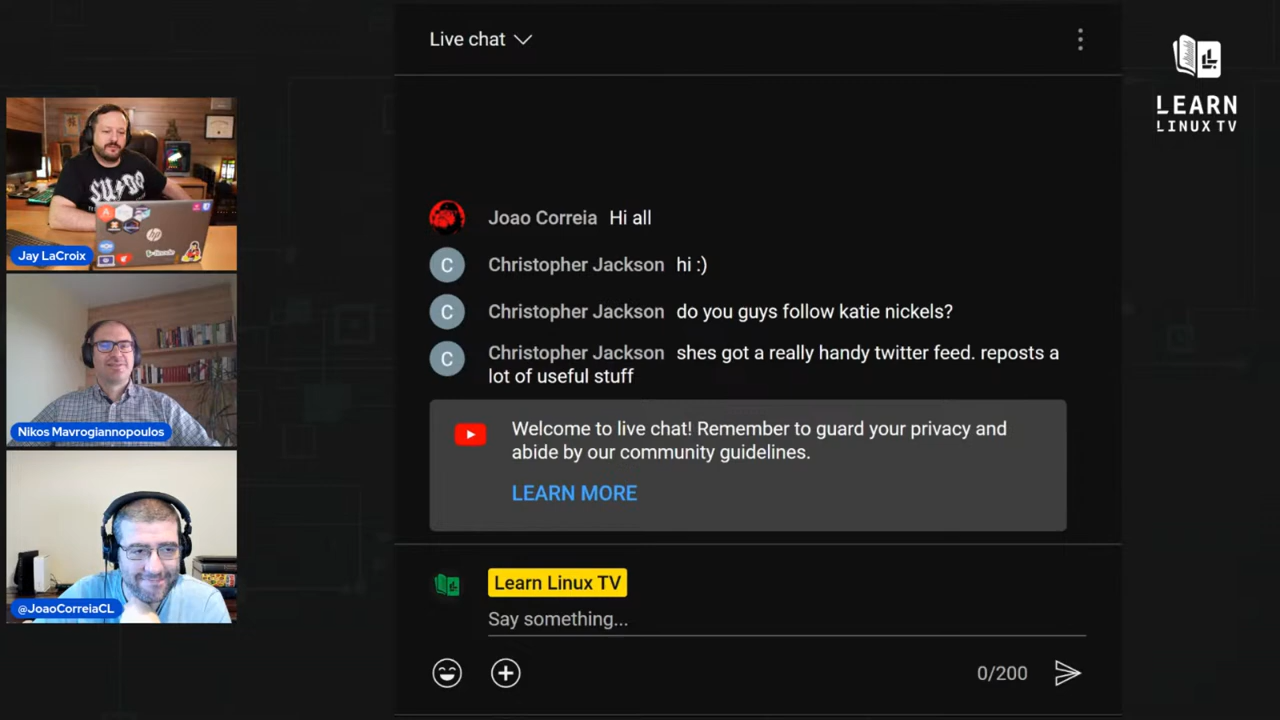 Live chat
LEARN
LINUX TV
Joao Correia Hi all
C Christopher Jackson hi :)
C Christopher Jackson do you guys follow katie nickels?
C Christopher Jackson shes got a really handy twitter feed. reposts a
lot of useful stuff
Welcome to live chat! Remember to guard your privacy and
abide by our community guidelines.
LEARN MORE
Learn Linux TV
Say something...
0/200
SU
hp
Jay LaCroix
Nikos Mavrogiannopoulos
@JoaoCorreiaCL